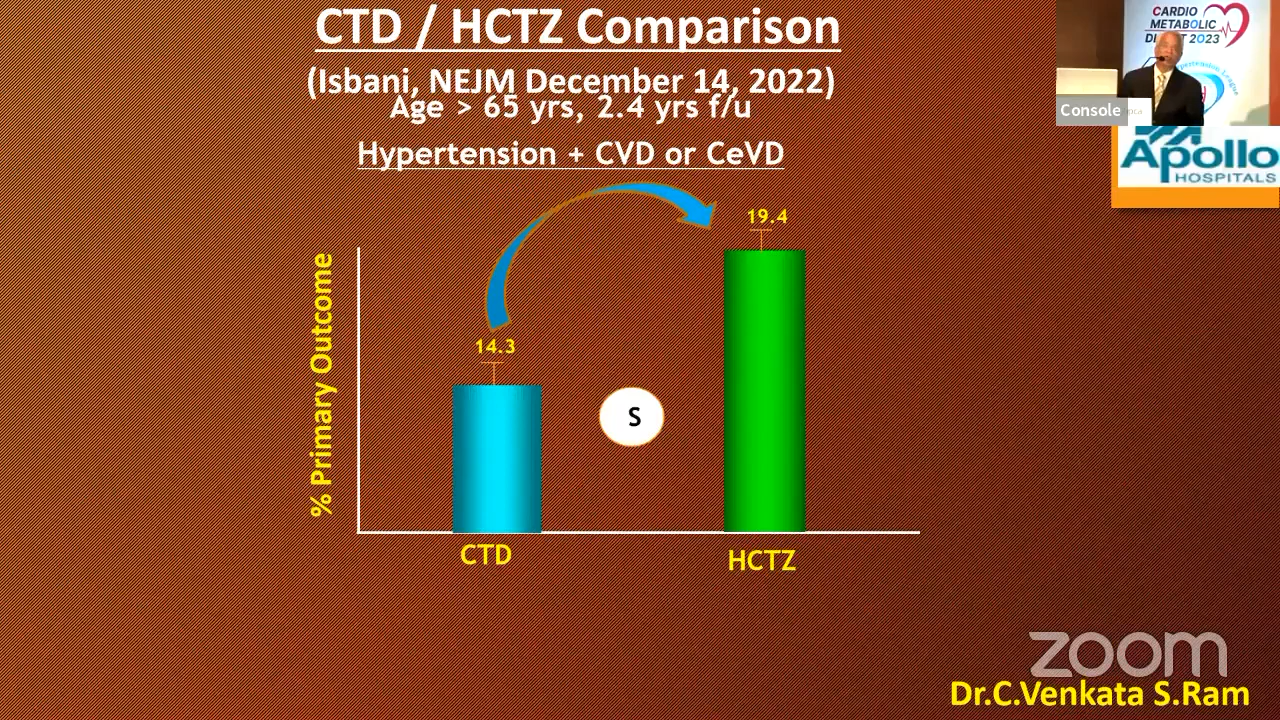 CTD / HCTZ Comparison
(Isbani, NEJM December 14, 2022)
Age > 65 yrs, 2.4 yrs f/u
Hypertension + CVD or CeVD
CARDIO
METABOLIC
2023
Console
Apollo
HOSPITALS
19.4
14.3
% Primary Outcome
S
CTD
HCTZ
zoom
Dr.C.Venkata S.Ram